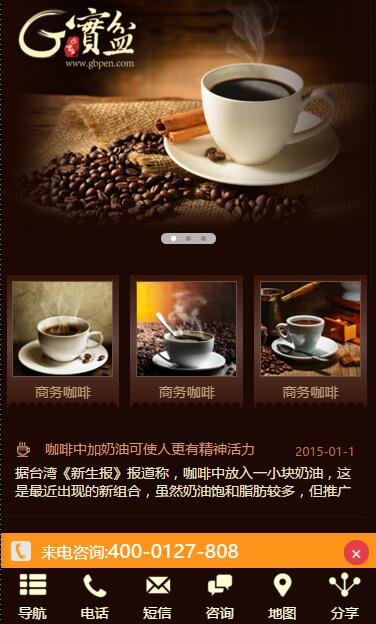 G寶盆
www.gbpen.com
商务咖啡
商务咖啡
商务咖啡
咖啡中加奶油可使人更有精神活力
2015-01-1
据台湾《新生报》报道称，咖啡中放入一小块奶油，这
是最近出现的新组合，虽然奶油饱和脂肪较多，但推广
来电咨询:400-0127-808
导航
电话
短信
咨询
地图
分享